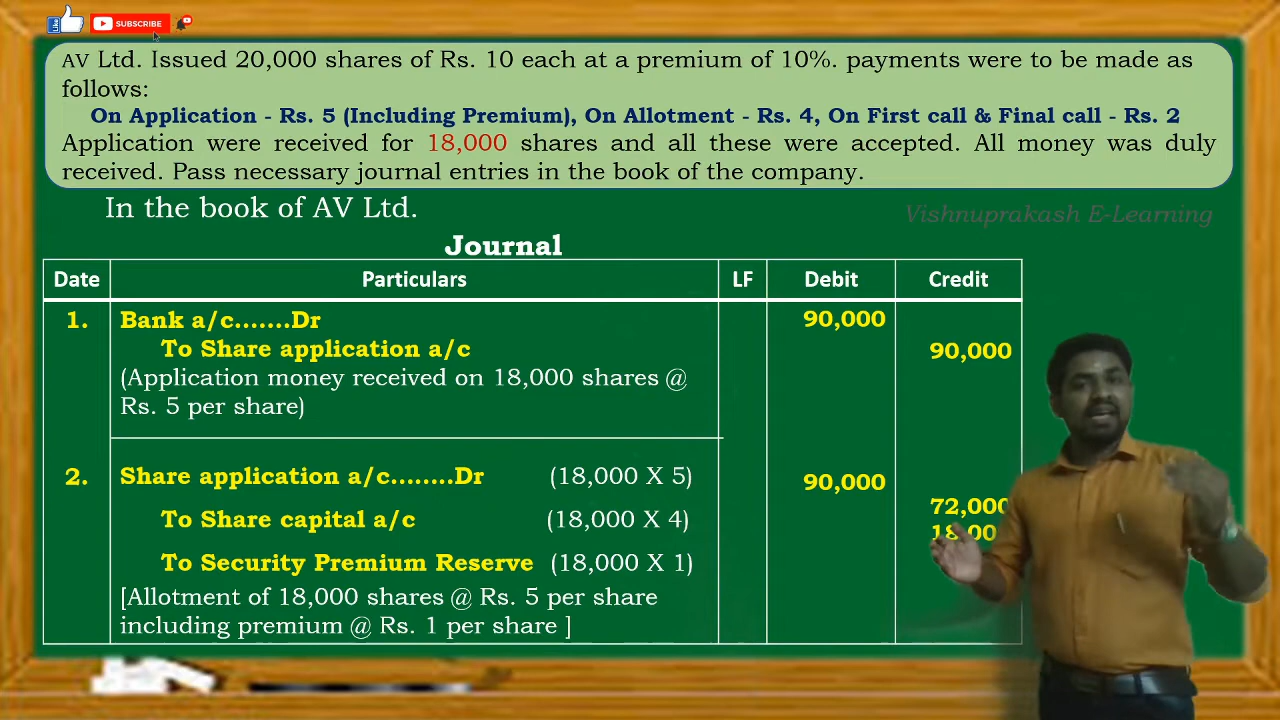 Like
SUBSCRIBE
AV Ltd. Issued 20,000 shares of Rs. 10 each at a premium of 10%. payments were to be made as
follows:
On Application - Rs. 5 (Including Premium), On Allotment - Rs. 4, On First call & Final call - Rs. 2
Application were received for 18,000 shares and all these were accepted. All money was duly
received. Pass necessary journal entries in the book of the company.
In the book of AV Ltd.
Vishnuprakash E-Learning
Journal
Date Particulars LF Debit Credit
1. Bank a/c.......Dr 90,000
To Share application a/c 90,000
(Application money received on 18,000 shares @
Rs. 5 per share)
2. Share application a/c........Dr (18,000 X 5) 90,000
To Share capital a/c (18,000 X 4) 72,000
To Security Premium Reserve (18,000 X 1)
[Allotment of 18,000 shares @ Rs. 5 per share
including premium @ Rs. 1 per share ]